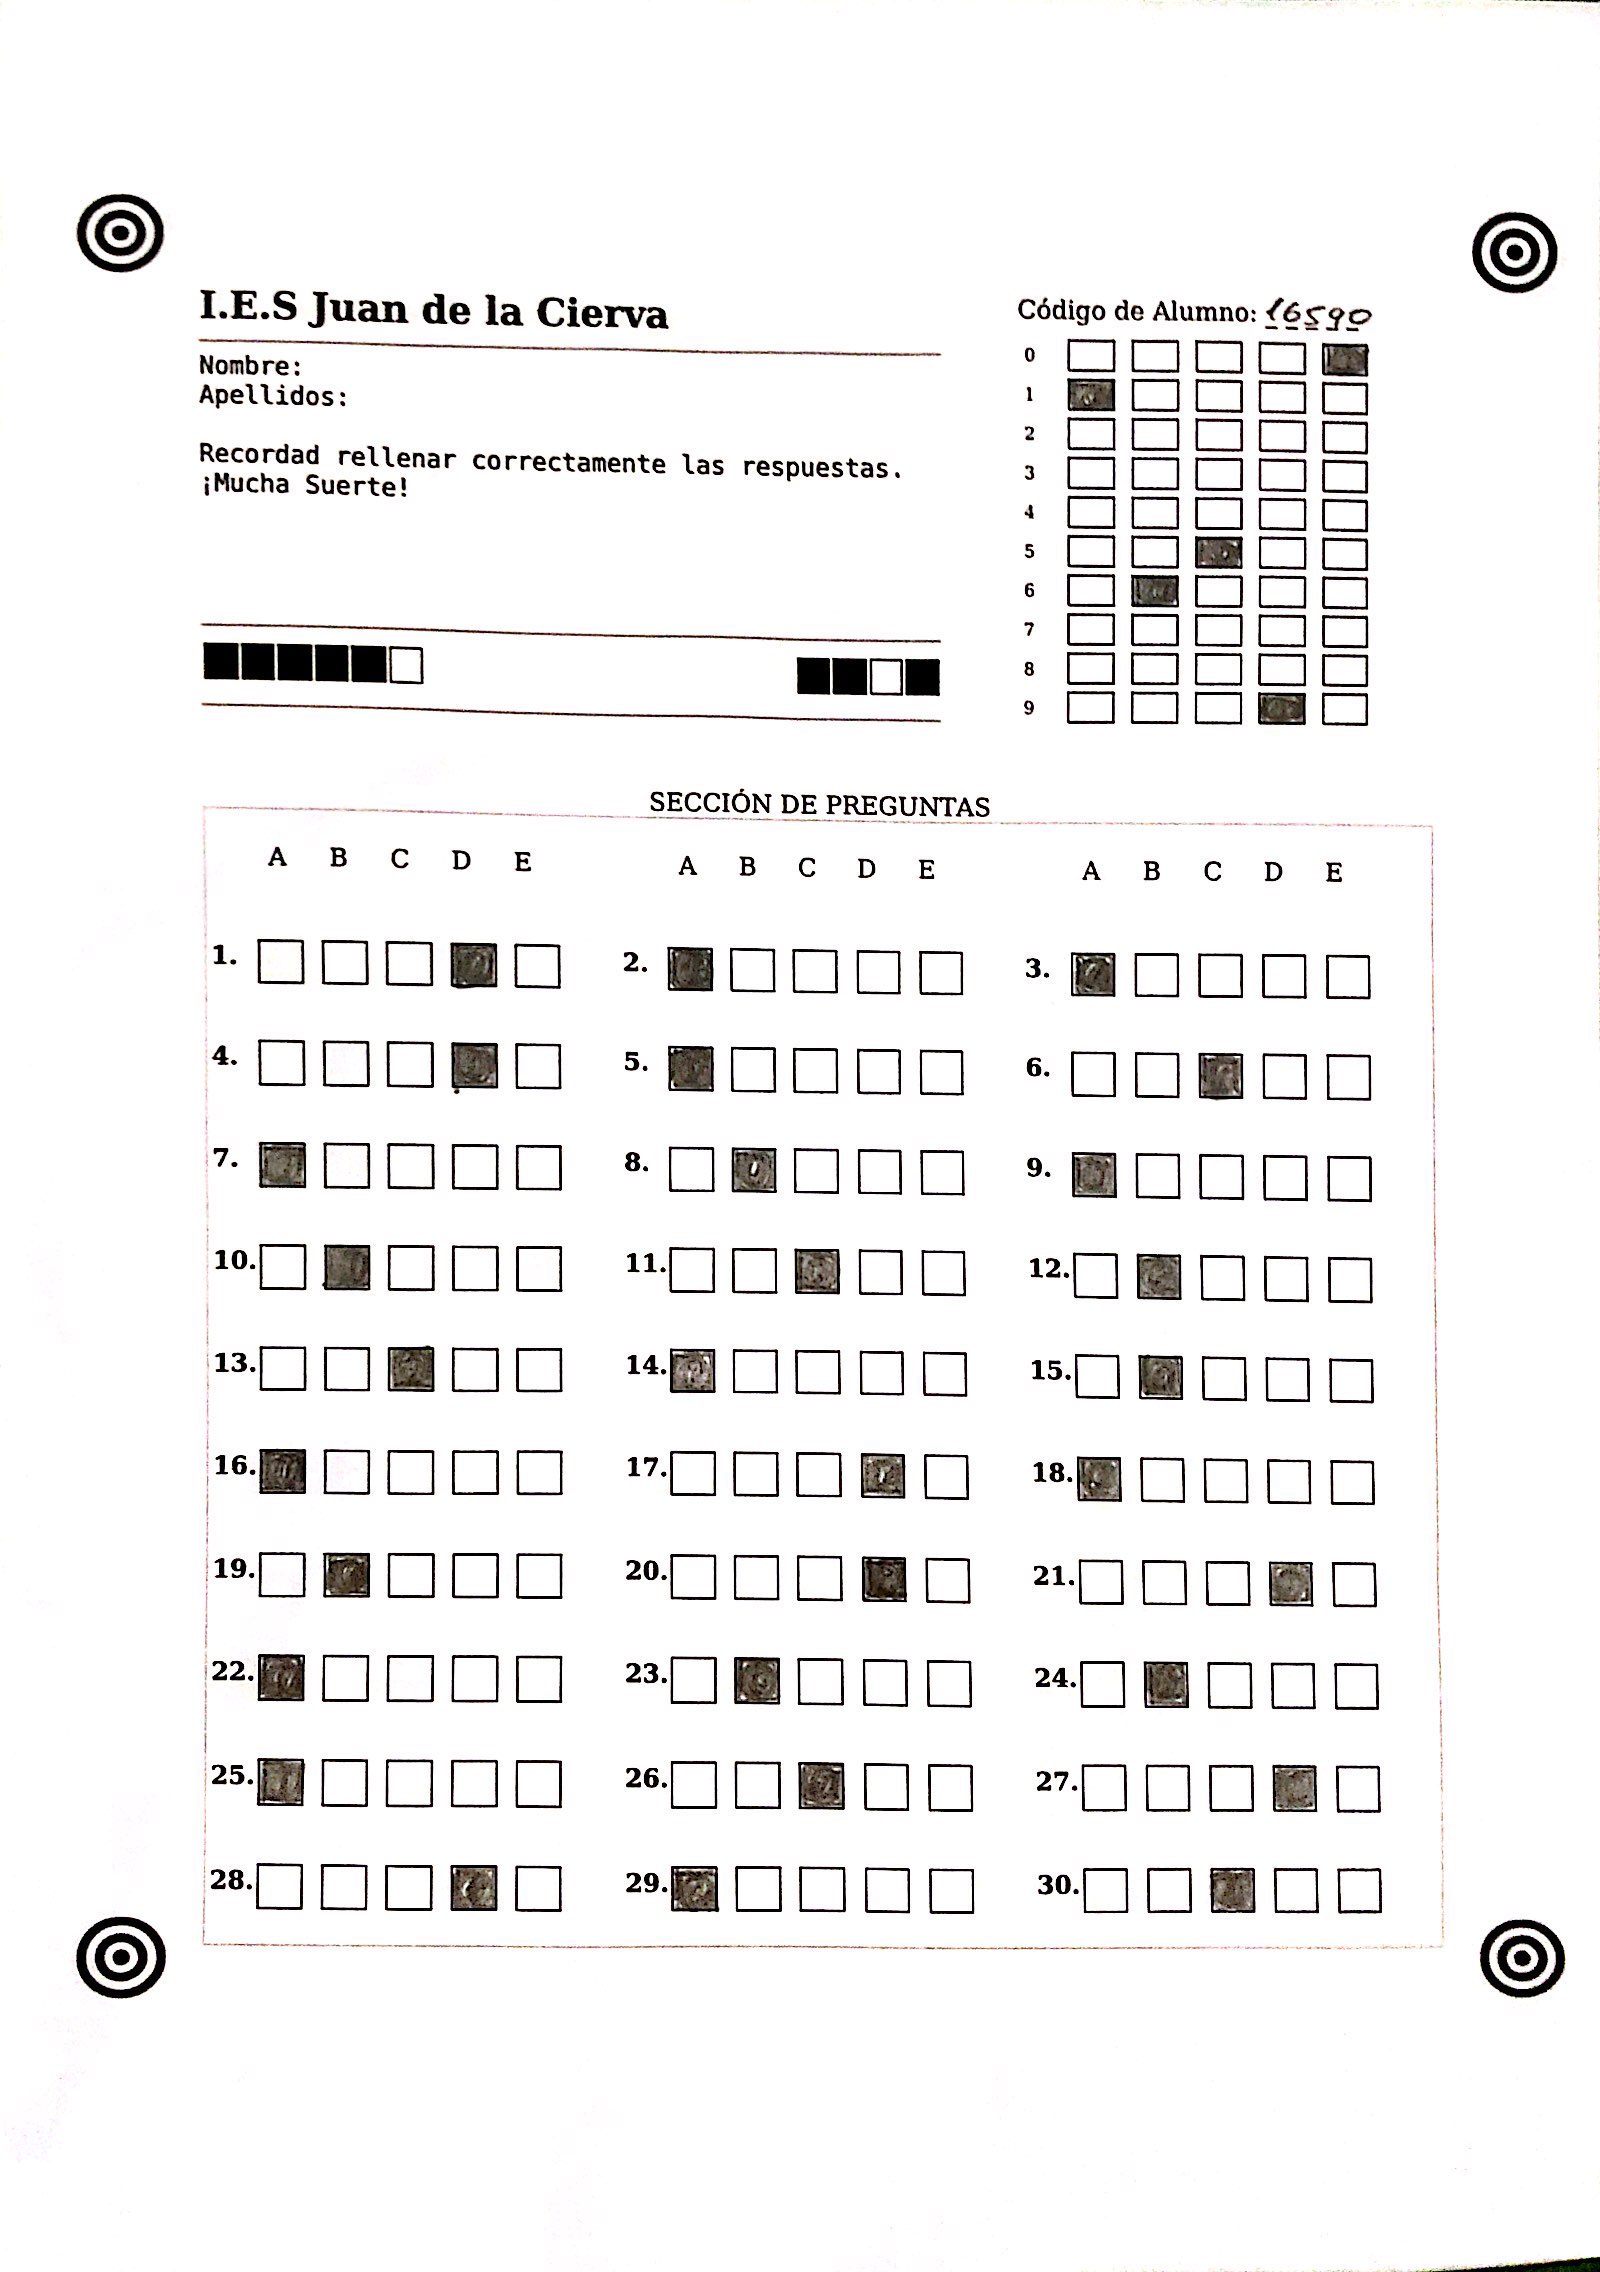 I.E.S Juan de la Cierva
Nombre:
Apellidos:
Recordad rellenar correctamente las respuestas.
¡Mucha Suerte!
Código de Alumno: 16590
0
1
2
3
4
5
6
7
8
9
SECCIÓN DE PREGUNTAS
A B C D E A B C D E A B C D E
1. 2. 3.
4. 5. 6.
7. 8. 9.
10. 11. 12.
13. 14. 15.
16. 17. 18.
19. 20. 21.
22. 23. 24.
25. 26. 27.
28. 29. 30.